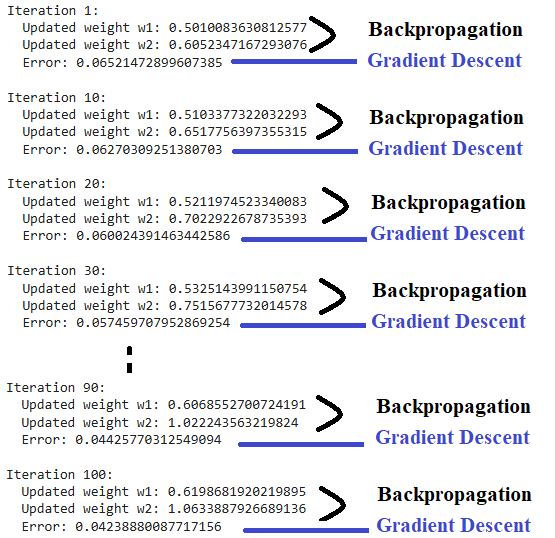 Iteration 1:
Updated weight w1: 0.5010083630812577
Updated weight w2: 0.6052347167293076
Backpropagation
Error: 0.06521472899607385
Gradient Descent
Iteration 10:
Updated weight w1: 0.5103377322032293
Updated weight w2: 0.6517756397355315
Backpropagation
Error: 0.06270309251380703
Gradient Descent
Iteration 20:
Updated weight w1: 0.5211974523340083
Updated weight w2: 0.7022922678735393
Backpropagation
Error: 0.060024391463442586
Gradient Descent
Iteration 30:
Updated weight w1: 0.5325143991150754
Updated weight w2: 0.7515677732014578
Backpropagation
Error: 0.057459707952869254
Gradient Descent
Iteration 90:
Updated weight w1: 0.6068552700724191
Updated weight w2: 1.022243563219824
Backpropagation
Error: 0.04425770312549094
Gradient Descent
Iteration 100:
Updated weight w1: 0.6198681920219895
Updated weight w2: 1.0633887926689136
Backpropagation
Error: 0.04238880087717156
Gradient Descent